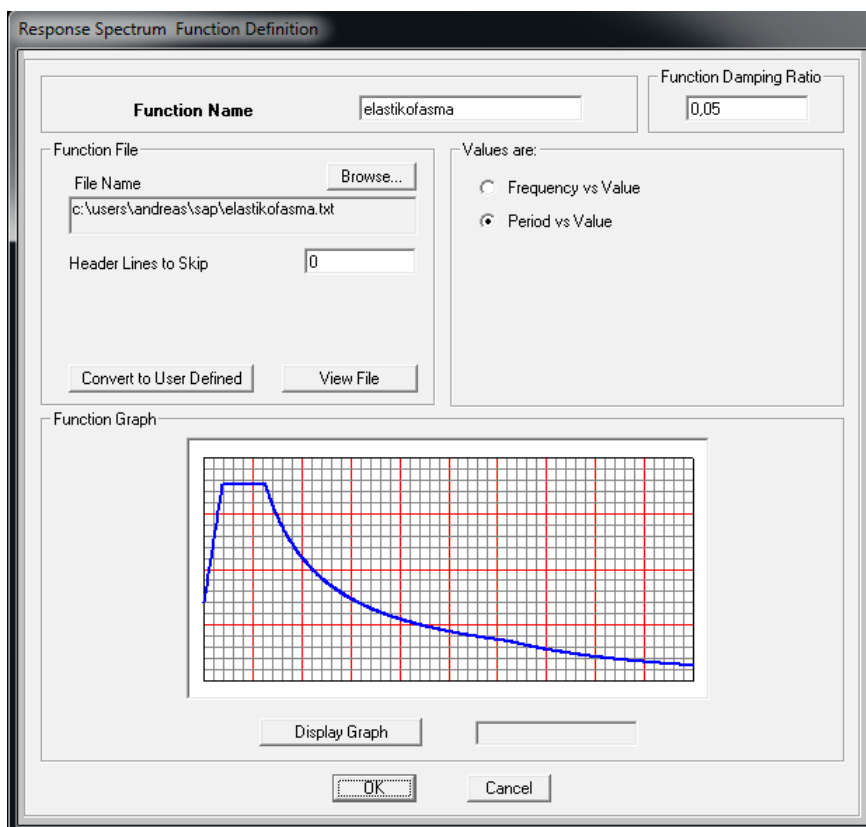 Response Spectrum Function Definition
Function Name
elastikofasma
Function Damping Ratio
0,05
Function File
File Name
Browse...
c:\users\andreas\sap\elastikofasma.txt
Header Lines to Skip
0
Convert to User Defined
View File
Values are:
Frequency vs Value
Period vs Value
Function Graph
Display Graph
OK
Cancel